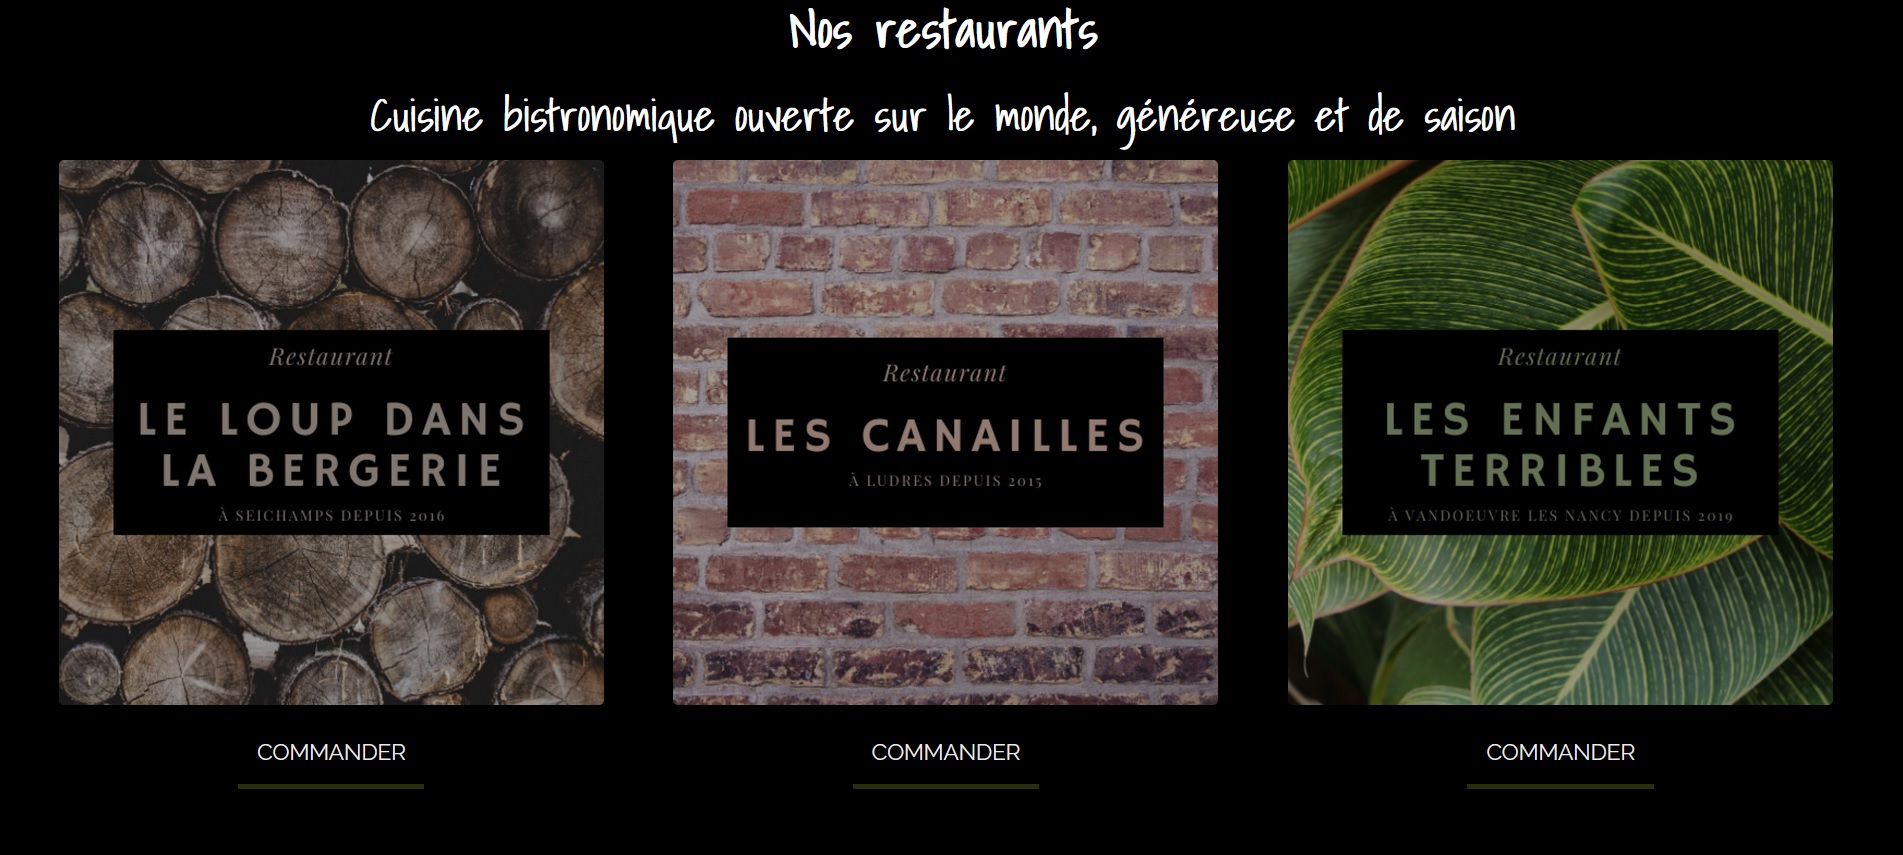 Nos restaurants
Cuisine bistronomique ouverte sur le monde, généreuse et de saison
Restaurant
LE LOUP DANS
LA BERGERIE
À SEICHAMPS DEPUIS 2016
Restaurant
LES CANAILLES
À LUDRES DEPUIS 2015
Restaurant
LES ENFANTS
TERRIBLES
À VANDOEUVRE LES NANCY DEPUIS 2019
COMMANDER
COMMANDER
COMMANDER